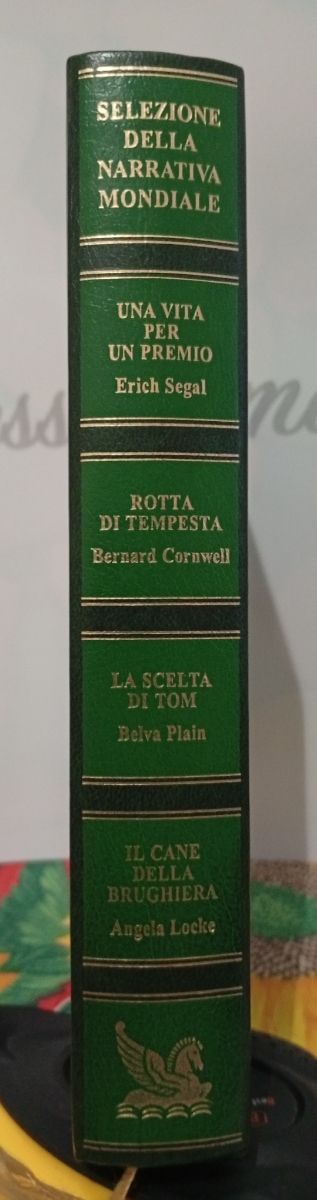 SELEZIONE
DELLA
NARRATIVA
MONDIALE
UNA VITA
PER
UN PREMIO
Erich Segal
ROTTA
DI TEMPESTA
Bernard Cornwell
LA SCELTA
DI TOM
Belva Plain
IL CANE
DELLA
BRUGHIERA
Angela Locke